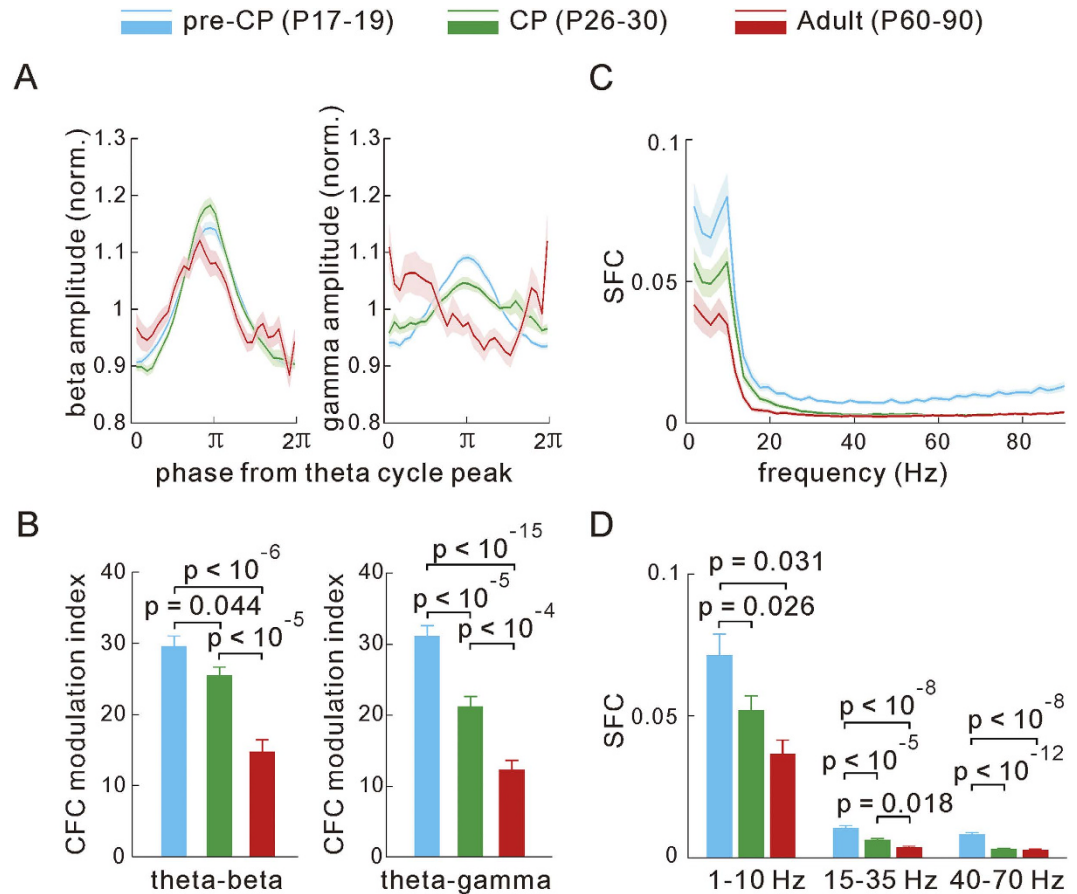 pre-CP (P17-19) CP (P26-30) Adult (P60-90)
A
beta amplitude (norm.)
1.3
1.2
1.1
1
0.9
0.8
0 π 2π
gamma amplitude (norm.)
1.3
1.2
1.1
1
0.9
0.8
0 π 2π
phase from theta cycle peak
C
SFC
0.1
0.05
0
20 40 60 80
frequency (Hz)
B
CFC modulation index
40
30
20
10
0
p < 10^-6
p = 0.044
p < 10^-5
theta-beta
CFC modulation index
40
30
20
10
0
p < 10^-15
p < 10^-5
p < 10^-4
theta-gamma
D
SFC
0.1
0.05
0
p = 0.031
p = 0.026
p < 10^-8
p < 10^-5
p = 0.018
p < 10^-8
p < 10^-12
1-10 Hz 15-35 Hz 40-70 Hz